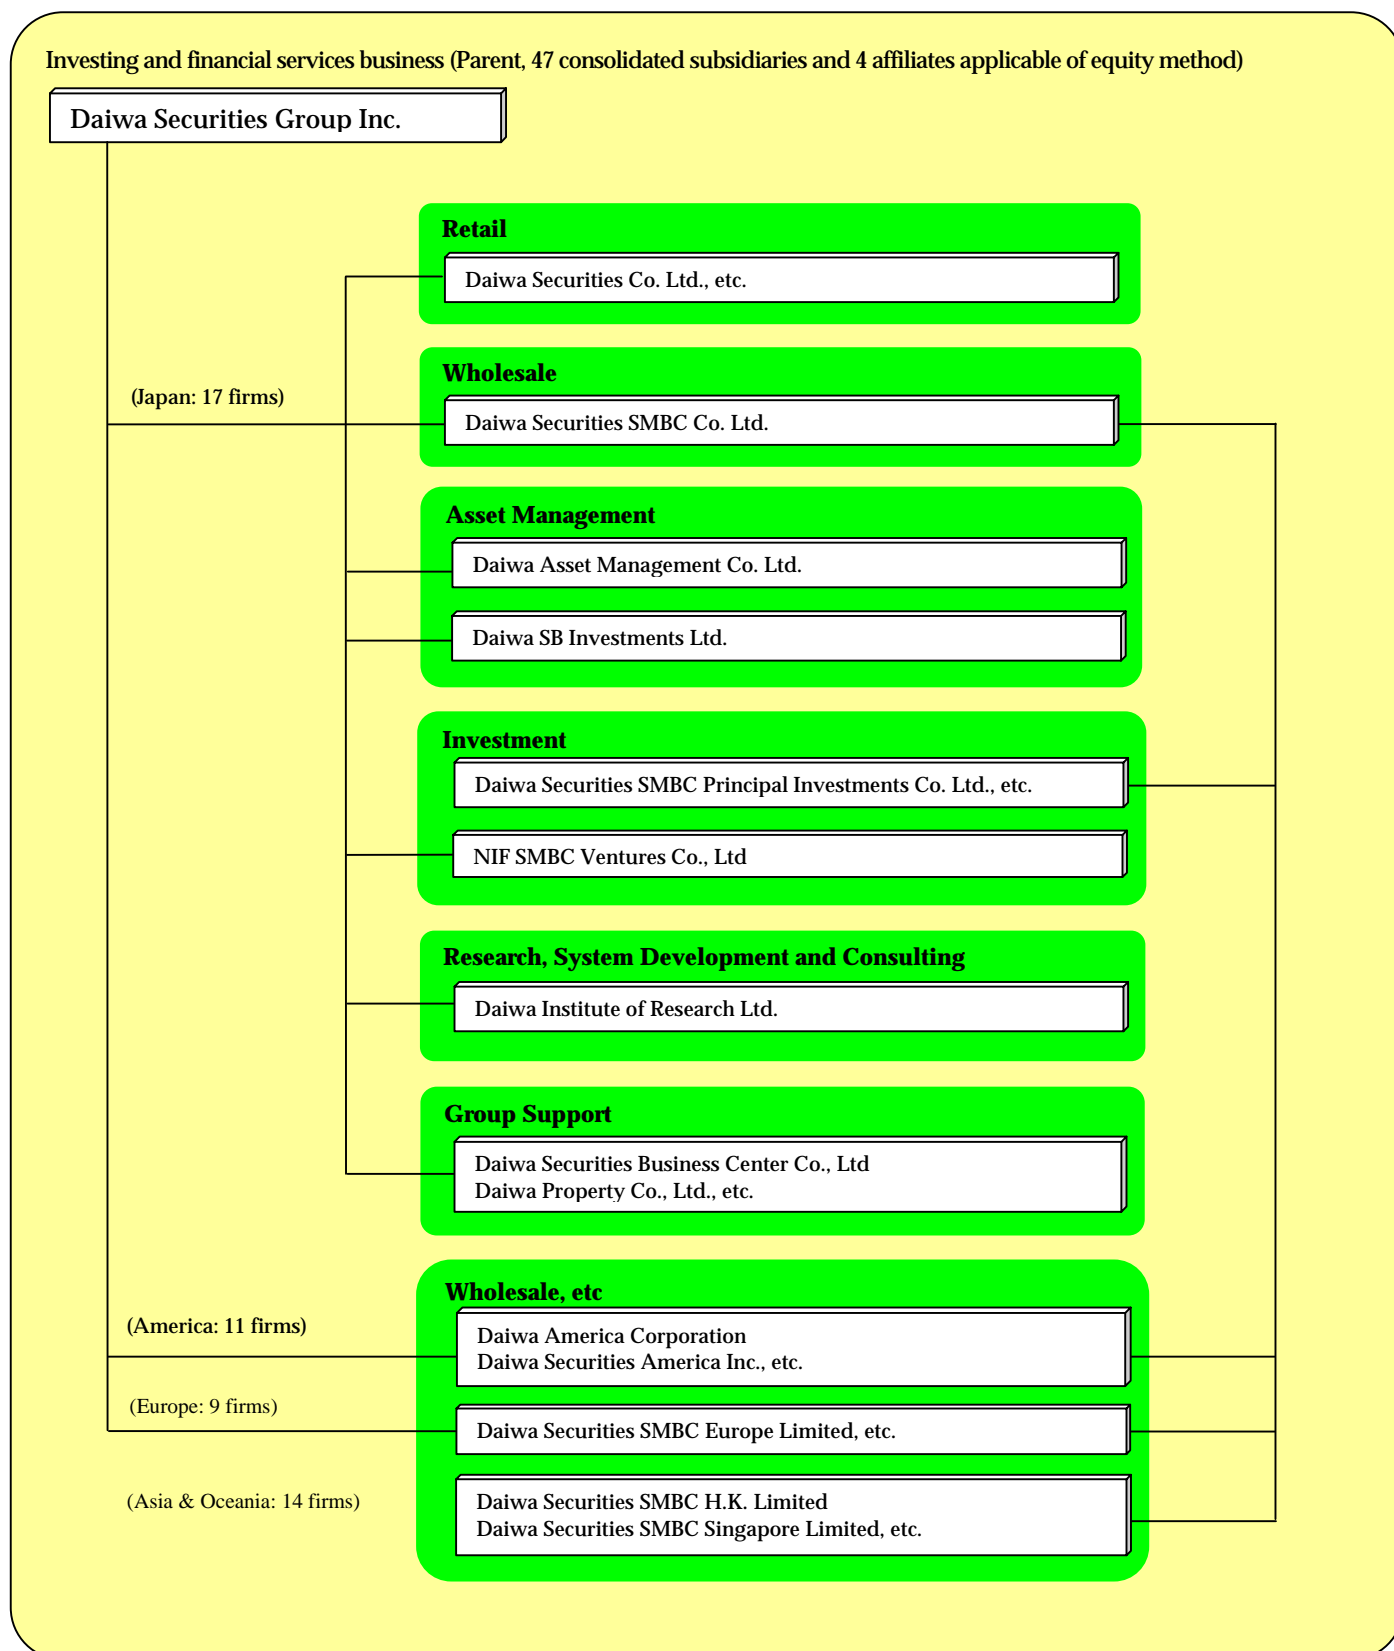 Investing and financial services business (Parent, 47 consolidated subsidiaries and 4 affiliates applicable of equity method)
Daiwa Securities Group Inc.
Retail
Daiwa Securities Co. Ltd., etc.
Wholesale
(Japan: 17 firms)
Daiwa Securities SMBC Co. Ltd.
Asset Management
Daiwa Asset Management Co. Ltd.
Daiwa SB Investments Ltd.
Investment
Daiwa Securities SMBC Principal Investments Co. Ltd., etc.
NIF SMBC Ventures Co., Ltd
Research, System Development and Consulting
Daiwa Institute of Research Ltd.
Group Support
Daiwa Securities Business Center Co., Ltd
Daiwa Property Co., Ltd., etc.
Wholesale, etc
(America: 11 firms)
Daiwa America Corporation
Daiwa Securities America Inc., etc.
(Europe: 9 firms)
Daiwa Securities SMBC Europe Limited, etc.
(Asia & Oceania: 14 firms)
Daiwa Securities SMBC H.K. Limited
Daiwa Securities SMBC Singapore Limited, etc.